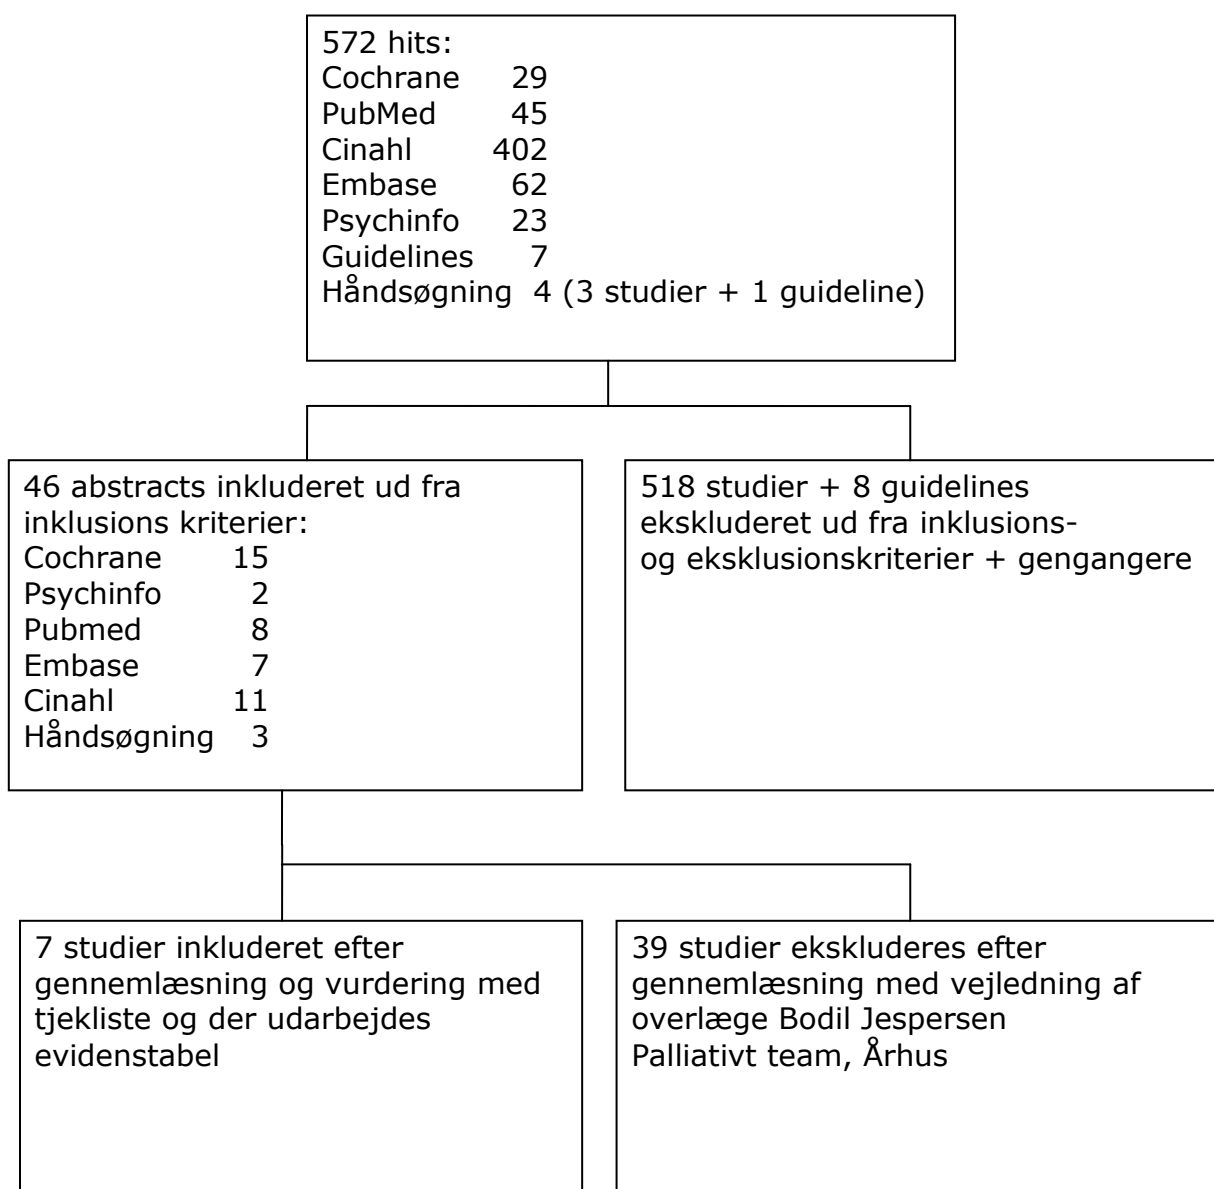 572 hits:
Cochrane 29
PubMed 45
Cinahl 402
Embase 62
Psychinfo 23
Guidelines 7
Håndsøgning 4 (3 studier + 1 guideline)
46 abstracts inkluderet ud fra
inklusions kriterier:
Cochrane 15
Psychinfo 2
Pubmed 8
Embase 7
Cinahl 11
Håndsøgning 3
518 studier + 8 guidelines
ekskluderet ud fra inklusions-
og eksklusionskriterier + gengangere
7 studier inkluderet efter
gennemlæsning og vurdering med
tjekliste og der udarbejdes
evidenstabel
39 studier ekskluderes efter
gennemlæsning med vejledning af
overlæge Bodil Jespersen
Palliativt team, Århus